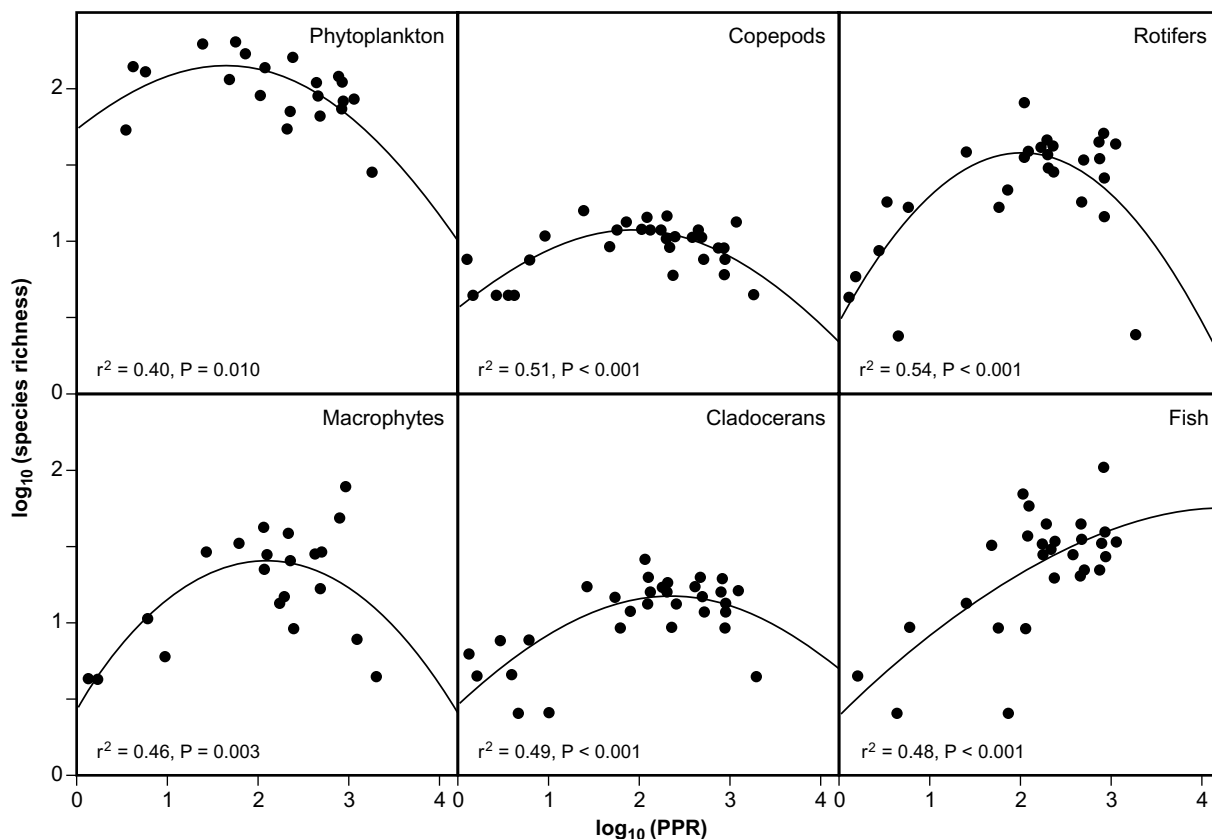 Phytoplankton
Copepods
Rotifers
2
1
0
r² = 0.40, P = 0.010
r² = 0.51, P < 0.001
r² = 0.54, P < 0.001
log₁₀ (species richness)
Macrophytes
Cladocerans
Fish
2
1
0
r² = 0.46, P = 0.003
r² = 0.49, P < 0.001
r² = 0.48, P < 0.001
0 1 2 3 4 0 1 2 3 4 0 1 2 3 4
log₁₀ (PPR)